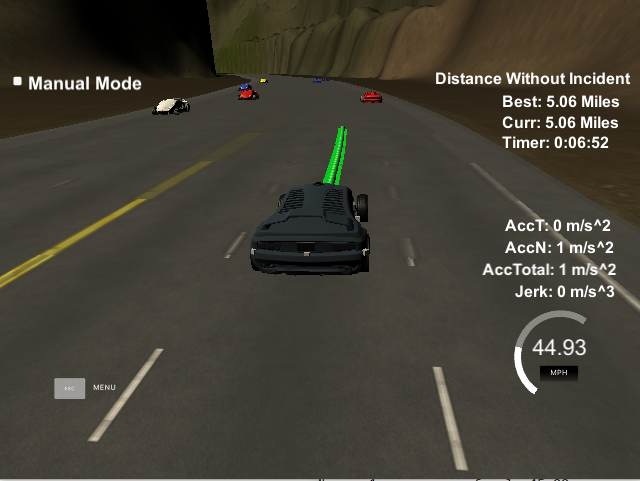 Manual Mode
Distance Without Incident
Best: 5.06 Miles
Curr: 5.06 Miles
Timer: 0:06:52
AccT: 0 m/s^2
AccN: 1 m/s^2
AccTotal: 1 m/s^2
Jerk: 0 m/s^3
44.93
MPH
ESC MENU